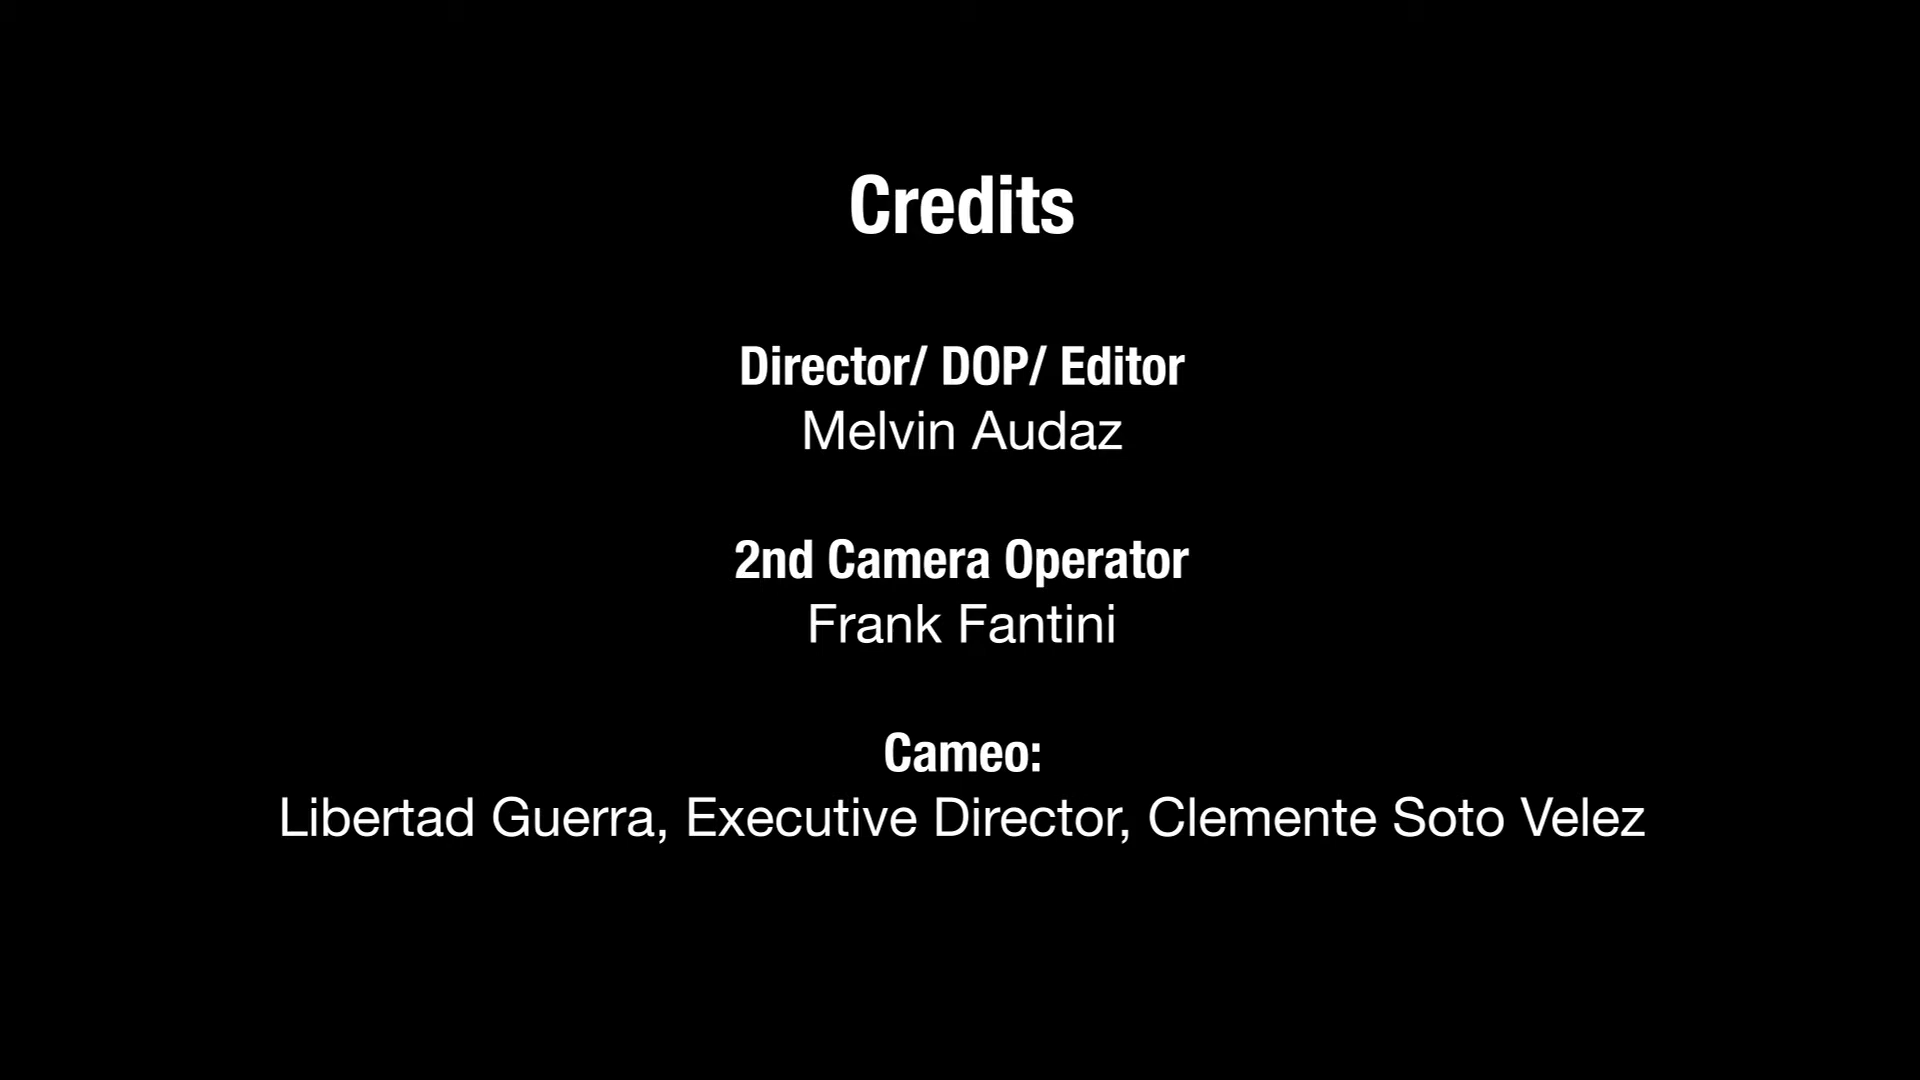 Credits
Director/ DOP/ Editor
Melvin Audaz
2nd Camera Operator
Frank Fantini
Cameo:
Libertad Guerra, Executive Director, Clemente Soto Velez